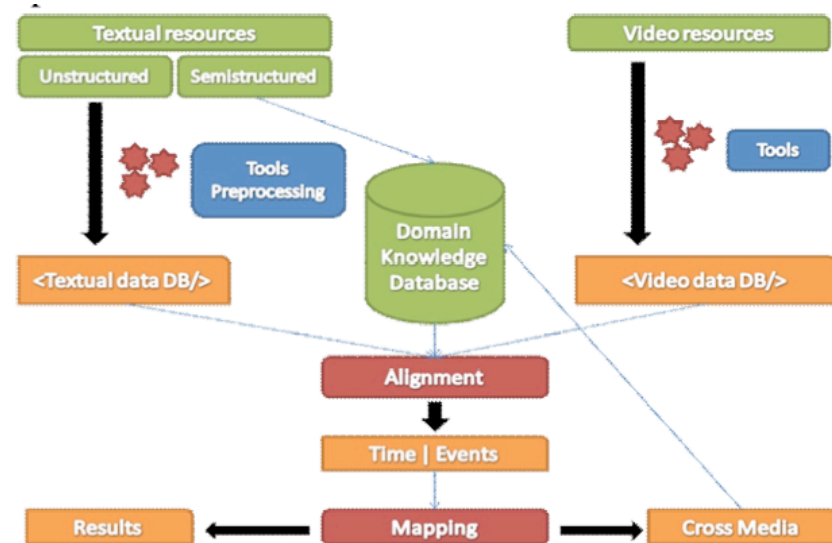 Textual resources
Video resources
Unstructured
Semistructured
Tools
Preprocessing
Tools
Domain
Knowledge
Database
<Textual data DB/>
<Video data DB/>
Alignment
Time | Events
Results
Mapping
Cross Media